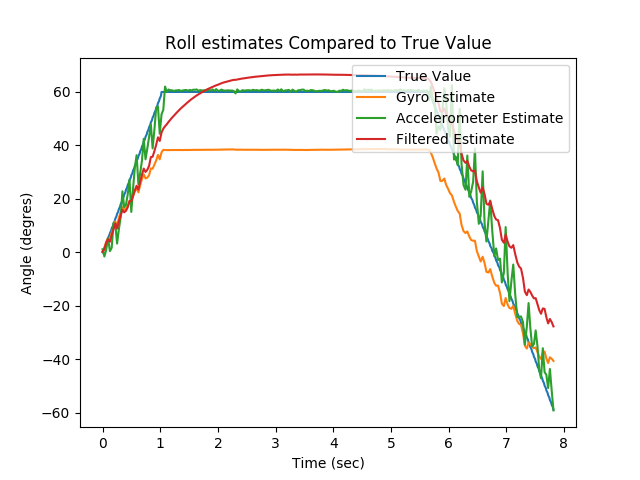 Roll estimates Compared to True Value
True Value
Gyro Estimate
Accelerometer Estimate
Filtered Estimate
60
40
20
0
−20
−40
−60
Angle (degres)
0 1 2 3 4 5 6 7 8
Time (sec)